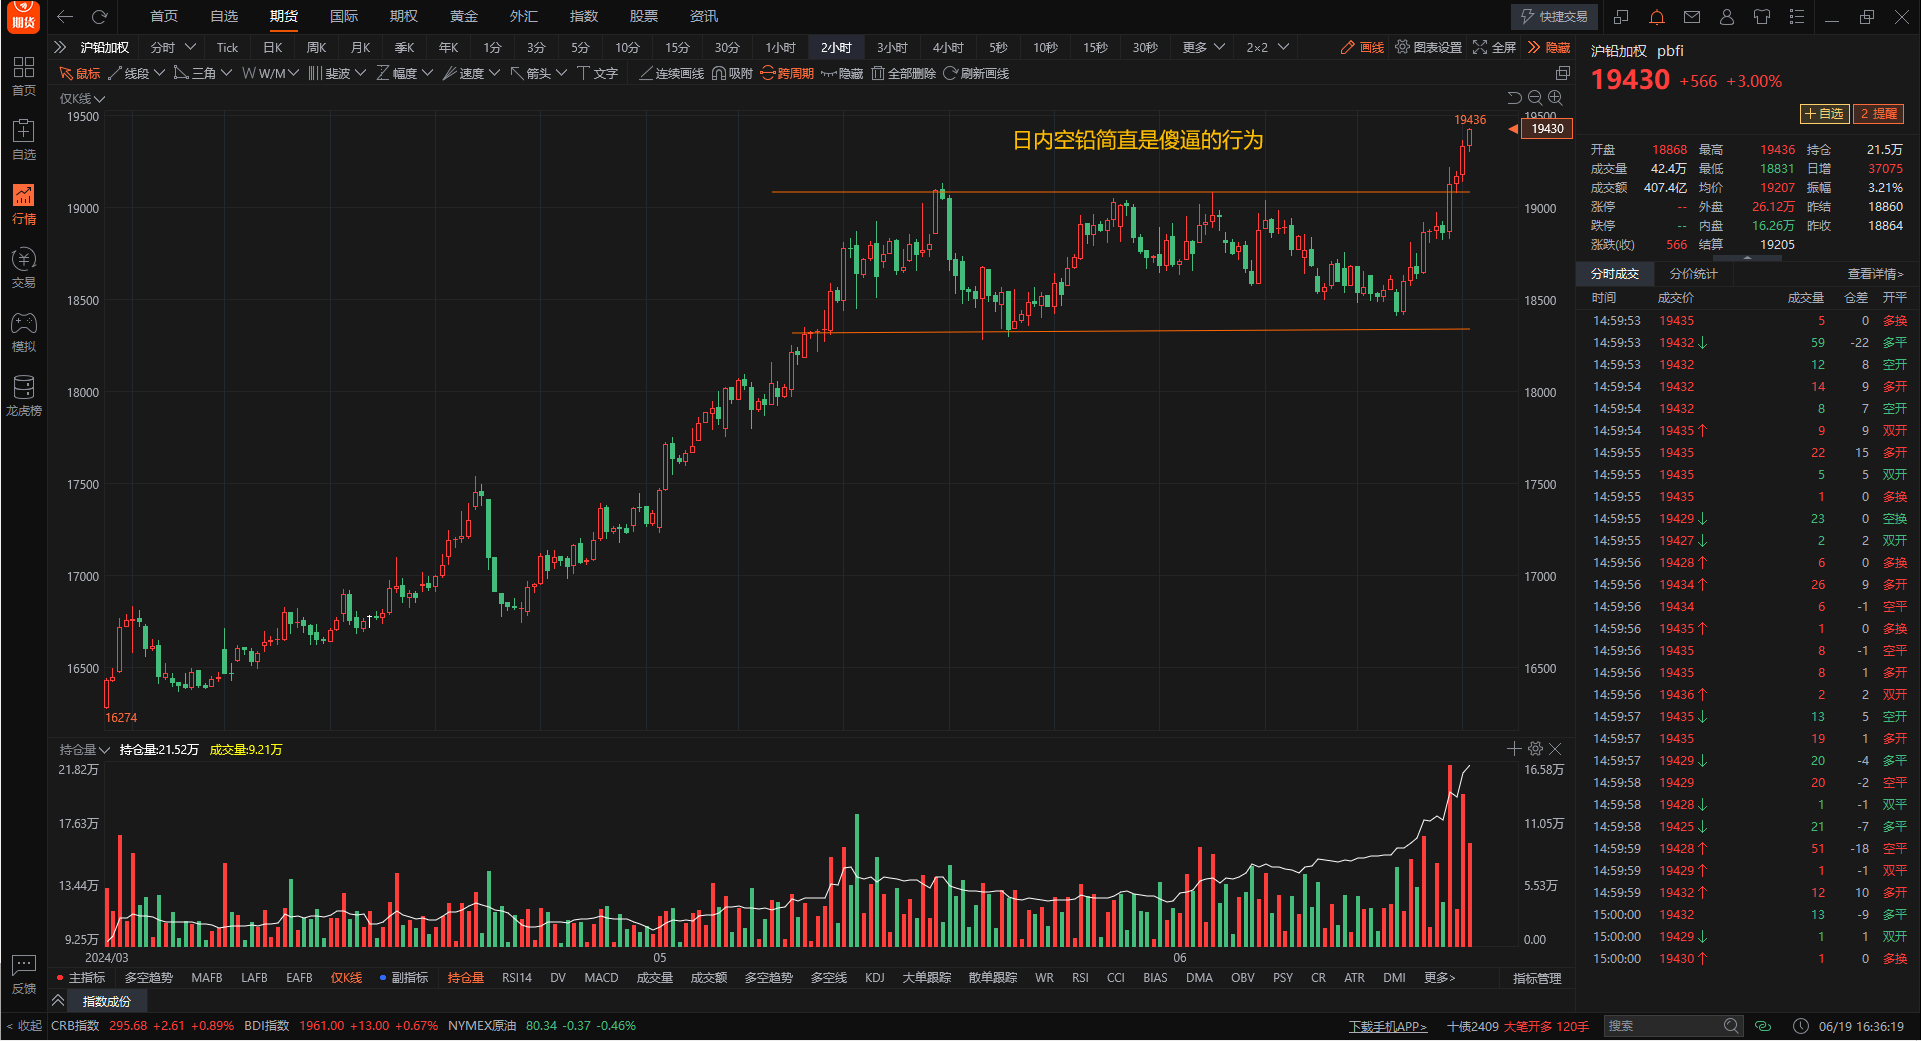 期货 首页 自选 期货 国际 期权 黄金 外汇 指数 股票 资讯 快捷交易
沪铅加权 分时 Tick 日K 周K 月K 季K 年K 1分 3分 5分 10分 15分 30分 1小时 2小时 3小时 4小时 5秒 10秒 15秒 30秒 更多 2×2 画线 图表设置 全屏 隐藏
鼠标 线段 三角 W/M 斐波 幅度 速度 箭头 文字 连续画线 吸附 跨周期 隐藏 全部删除 刷新画线
首页
自选
行情
交易
模拟
龙虎榜
反馈
< 收起
仅K线
19500 19500
19436
19430
日内空铅简直是傻逼的行为
19000 19000
18500 18500
18000 18000
17500 17500
17000 17000
16500 16500
16274
持仓量 持仓量:21.52万 成交量:9.21万
21.82万 16.58万
17.63万 11.05万
13.44万 5.53万
9.25万 0.00
2024/03 05 06
主指标 多空趋势 MAFB LAFB EAFB 仅K线 副指标 持仓量 RSI14 DV MACD 成交量 成交额 多空趋势 多空线 KDJ 大单跟踪 散单跟踪 WR RSI CCI BIAS DMA OBV PSY CR ATR DMI 更多> 指标管理
指数成份
CRB指数 295.68 +2.61 +0.89% BDI指数 1961.00 +13.00 +0.67% NYMEX原油 80.34 -0.37 -0.46% 下载手机APP> 十债2409 大笔开多 120手 搜索 06/19 16:36:19
沪铅加权 pbfi
19430 +566 +3.00%
+自选 2 提醒
开盘 18868 最高 19436 持仓 21.5万
成交量 42.4万 最低 18831 日增 37075
成交额 407.4亿 均价 19207 振幅 3.21%
涨停 -- 外盘 26.12万 昨结 18860
跌停 -- 内盘 16.26万 昨收 18864
涨跌(收) 566 结算 19205
分时成交 分价统计 查看详情>
时间 成交价 成交量 仓差 开平
14:59:53 19435 5 0 多换
14:59:53 19432↓ 59 -22 多平
14:59:53 19432 12 8 空开
14:59:54 19432 14 9 多开
14:59:54 19432 8 7 空开
14:59:54 19435↑ 9 9 双开
14:59:55 19435 22 15 多开
14:59:55 19435 5 5 双开
14:59:55 19435 1 0 多换
14:59:55 19429↓ 23 0 空换
14:59:55 19427↓ 2 2 双开
14:59:56 19428↑ 6 0 多换
14:59:56 19434↑ 26 9 多开
14:59:56 19434 6 -1 空平
14:59:56 19435↑ 1 0 多换
14:59:56 19435 8 -1 空平
14:59:56 19435 8 1 多开
14:59:56 19436↑ 2 2 双开
14:59:57 19435↓ 13 5 空开
14:59:57 19435 19 1 多开
14:59:57 19429↓ 20 -4 多平
14:59:58 19429 20 -2 空平
14:59:58 19428↓ 1 -1 双平
14:59:58 19425↓ 21 -7 多平
14:59:59 19428↑ 51 -18 空平
14:59:59 19429↑ 1 -1 双平
14:59:59 19432↑ 12 10 多开
15:00:00 19432 13 -9 多平
15:00:00 19429↓ 1 1 双开
15:00:00 19430↑ 1 0 多换